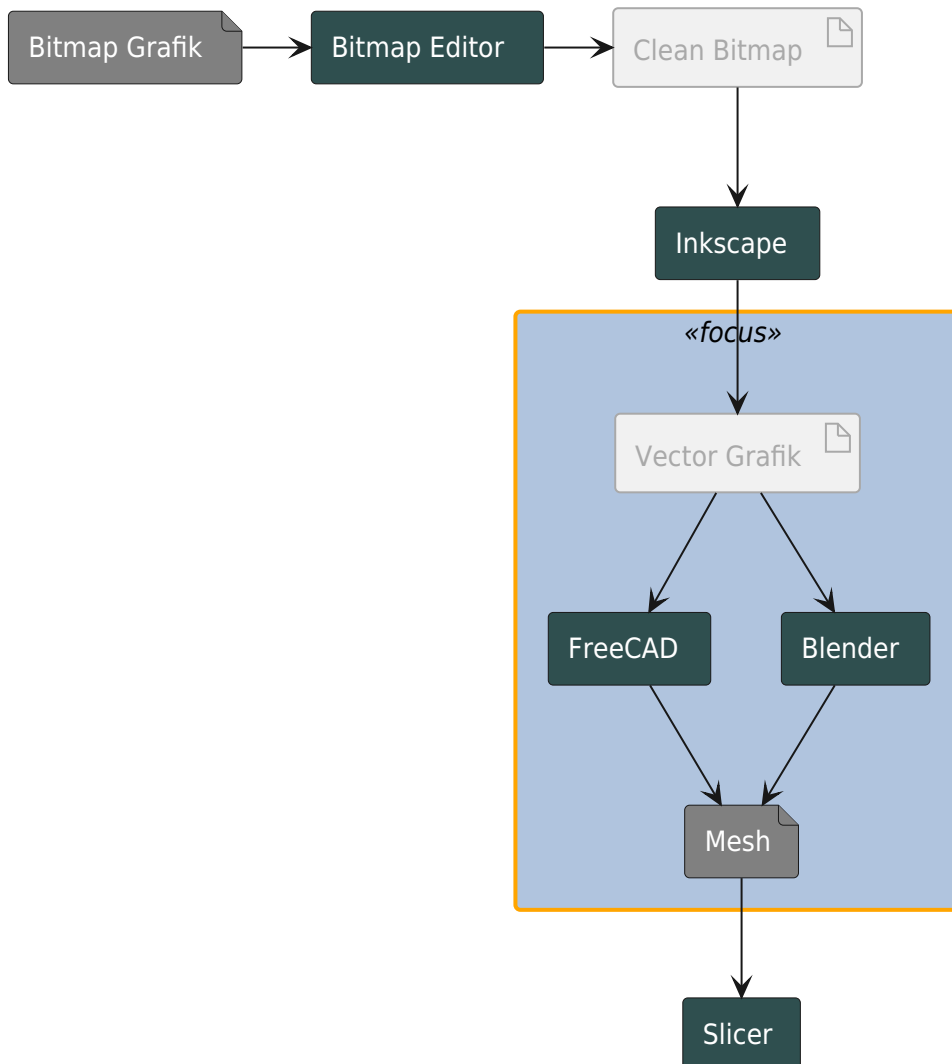 Bitmap Grafik
Bitmap Editor
Clean Bitmap
Inkscape
«focus»
Vector Grafik
FreeCAD
Blender
Mesh
Slicer